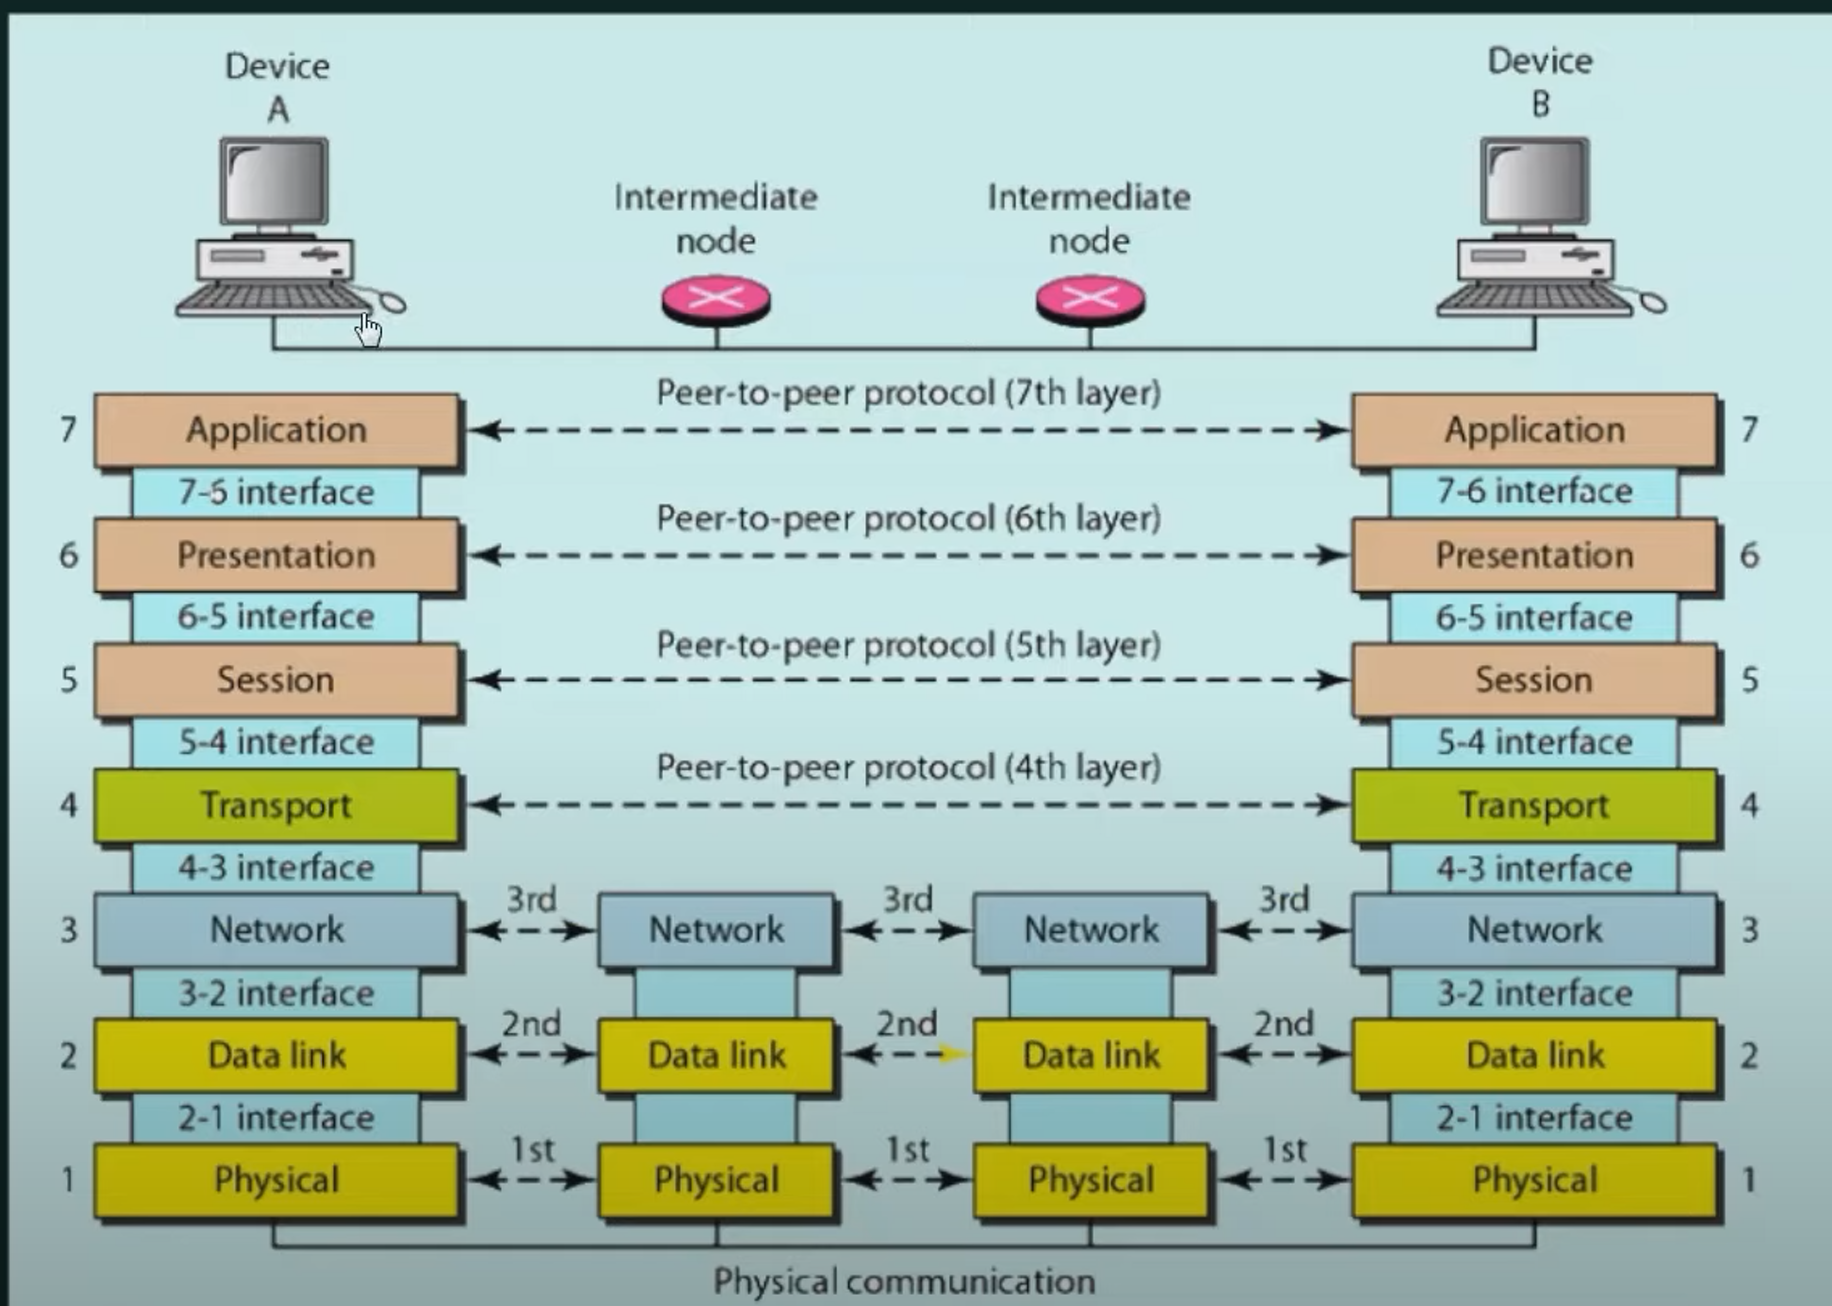 Device
A
Device
B
Intermediate
node
Intermediate
node
Peer-to-peer protocol (7th layer)
7 Application Application 7
7-6 interface 7-6 interface
Peer-to-peer protocol (6th layer)
6 Presentation Presentation 6
6-5 interface 6-5 interface
Peer-to-peer protocol (5th layer)
5 Session Session 5
5-4 interface 5-4 interface
Peer-to-peer protocol (4th layer)
4 Transport Transport 4
4-3 interface 4-3 interface
3rd 3rd 3rd
3 Network Network Network Network 3
3-2 interface 3-2 interface
2nd 2nd 2nd
2 Data link Data link Data link Data link 2
2-1 interface 2-1 interface
1st 1st 1st
1 Physical Physical Physical Physical 1
Physical communication